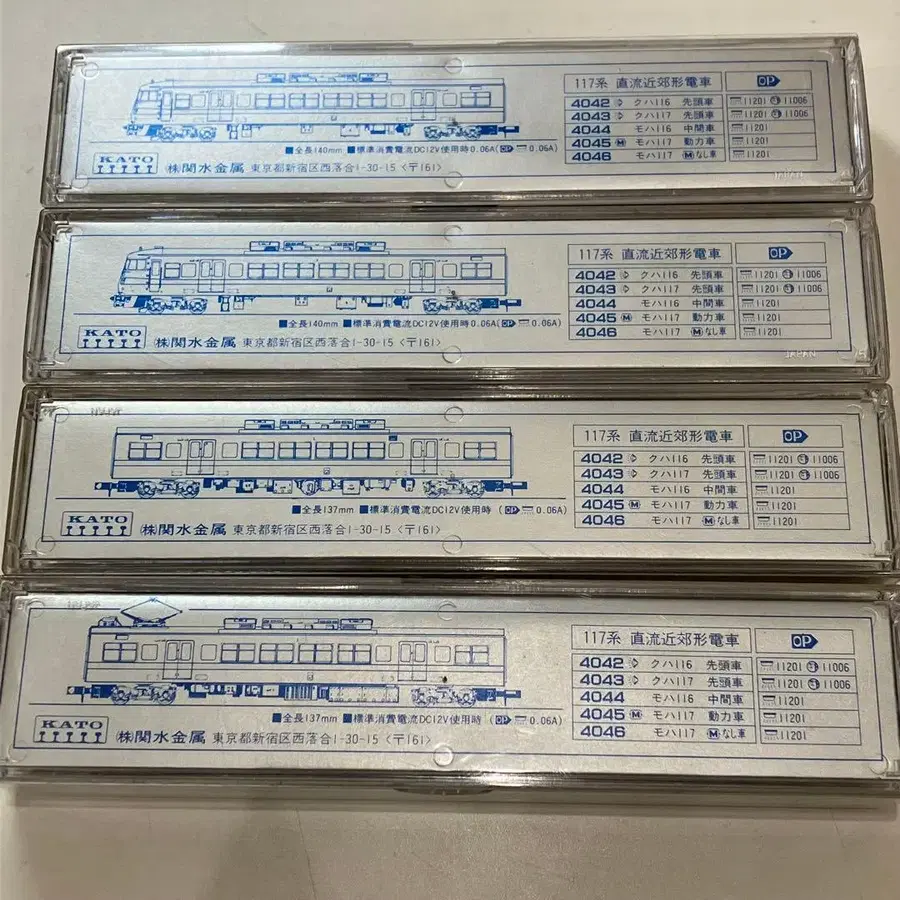 117系 直流近郊形電車 OP
4042 クハ116 先頭車 11201 11006
4043 クハ117 先頭車 11201 11006
4044 モハ116 中間車 11201
4045 M モハ117 動力車 11201
4046 モハ117 Mなし車 11201
■全長140mm ■標準消費電流DC12V使用時0.06A(OP 0.06A)
KATO (株)関水金属 東京都新宿区西落合1-30-15 〈〒161〉
JAPAN
117系 直流近郊形電車 OP
4042 クハ116 先頭車 11201 11006
4043 クハ117 先頭車 11201 11006
4044 モハ116 中間車 11201
4045 M モハ117 動力車 11201
4046 モハ117 Mなし車 11201
■全長140mm ■標準消費電流DC12V使用時0.06A(OP 0.06A)
KATO (株)関水金属 東京都新宿区西落合1-30-15 〈〒161〉
JAPAN
117系 直流近郊形電車 OP
4042 クハ116 先頭車 11201 11006
4043 クハ117 先頭車 11201 11006
4044 モハ116 中間車 11201
4045 M モハ117 動力車 11201
4046 モハ117 Mなし車 11201
■全長137mm ■標準消費電流DC12V使用時 (OP 0.06A)
KATO (株)関水金属 東京都新宿区西落合1-30-15 〈〒161〉
117系 直流近郊形電車 OP
4042 クハ116 先頭車 11201 11006
4043 クハ117 先頭車 11201 11006
4044 モハ116 中間車 11201
4045 M モハ117 動力車 11201
4046 モハ117 Mなし車 11201
■全長137mm ■標準消費電流DC12V使用時 (OP 0.06A)
KATO (株)関水金属 東京都新宿区西落合1-30-15 〈〒161〉